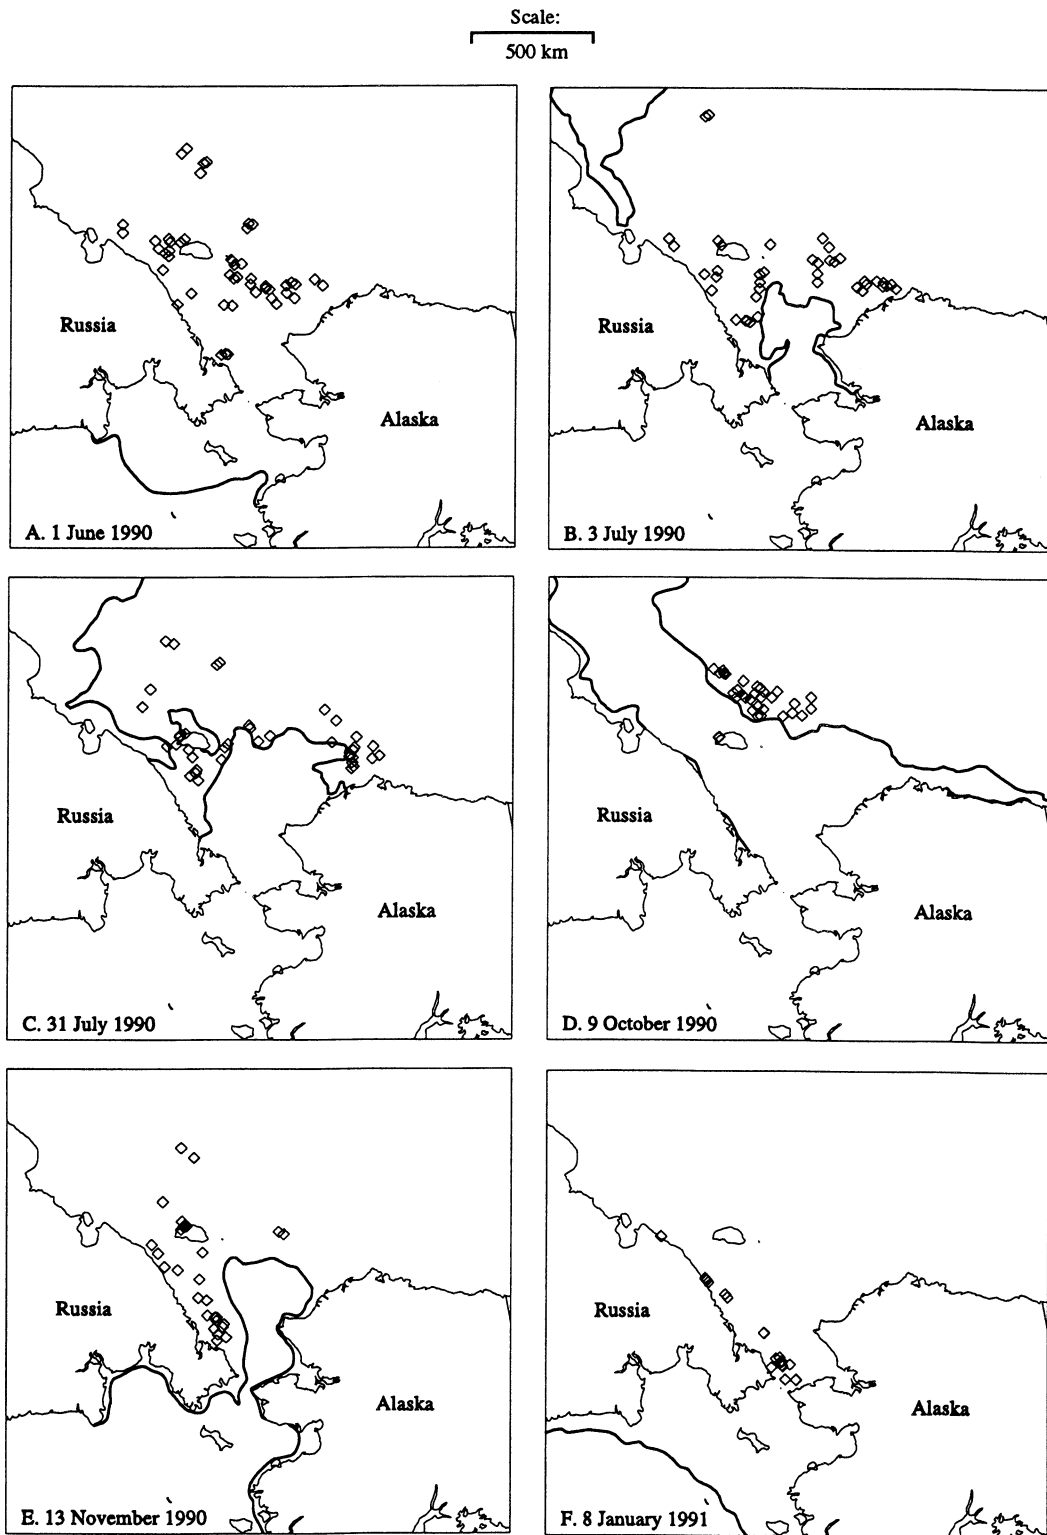 Scale:
500 km
Russia
Alaska
A. 1 June 1990
Russia
Alaska
B. 3 July 1990
Russia
Alaska
C. 31 July 1990
Russia
Alaska
D. 9 October 1990
Russia
Alaska
E. 13 November 1990
Russia
Alaska
F. 8 January 1991